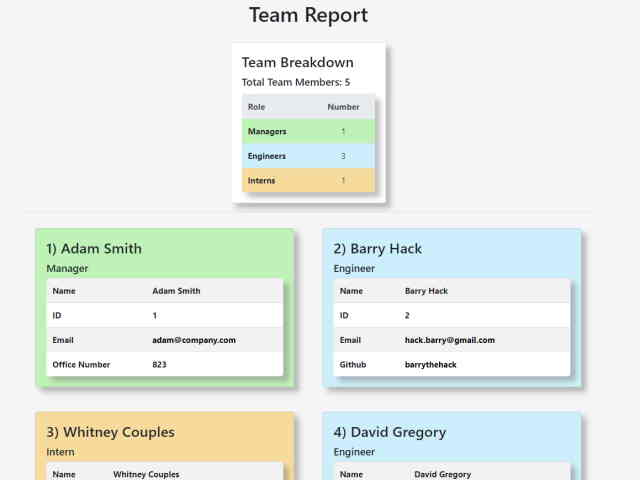 Team Report
Team Breakdown
Total Team Members: 5
Role Number
Managers 1
Engineers 3
Interns 1
1) Adam Smith
Manager
Name Adam Smith
ID 1
Email adam@company.com
Office Number 823
2) Barry Hack
Engineer
Name Barry Hack
ID 2
Email hack.barry@gmail.com
Github barrythehack
3) Whitney Couples
Intern
Name Whitney Couples
4) David Gregory
Engineer
Name David Gregory